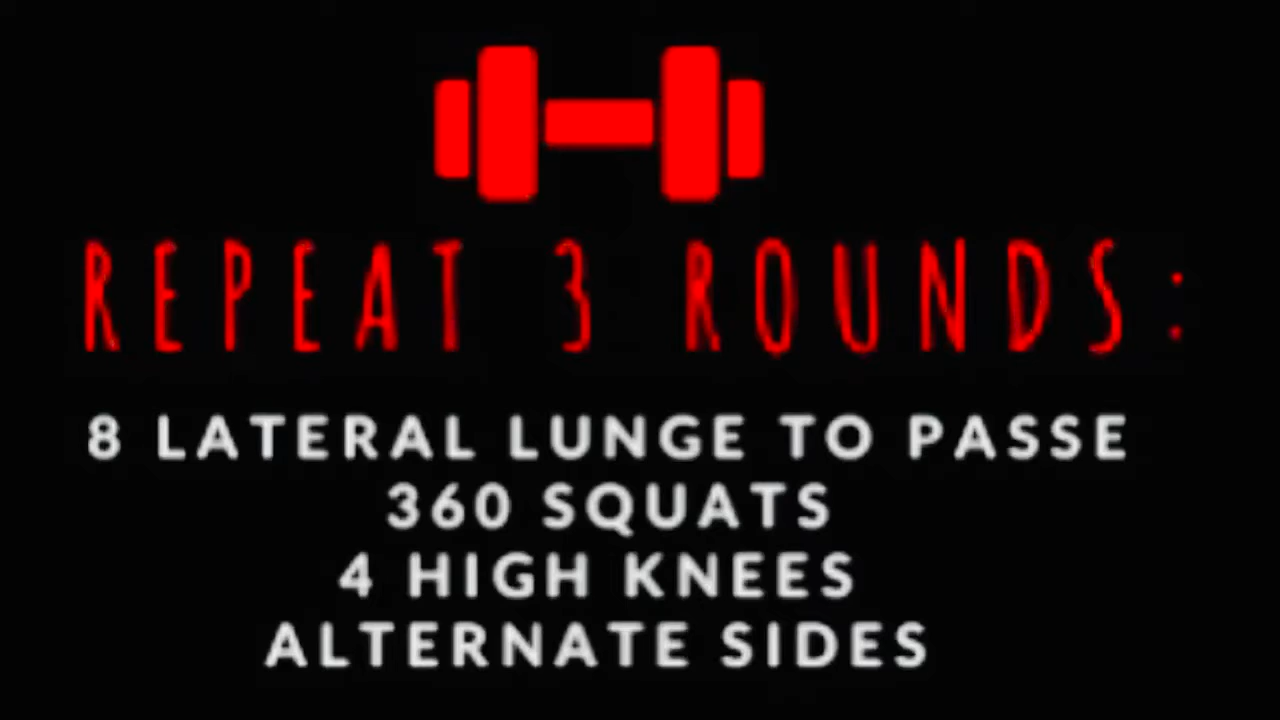 REPEAT 3 ROUNDS:
8 LATERAL LUNGE TO PASSE
360 SQUATS
4 HIGH KNEES
ALTERNATE SIDES